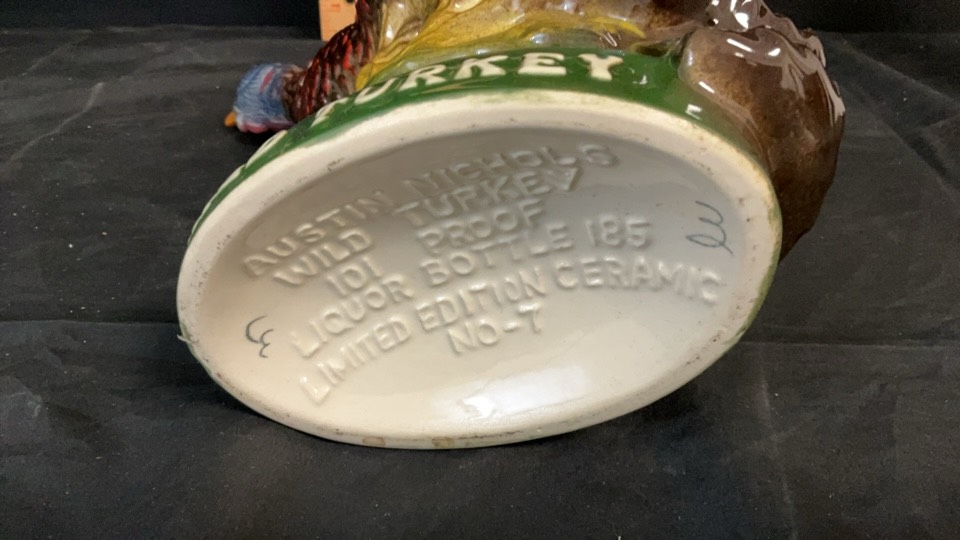 TURKEY
AUSTIN NICHOLS
WILD TURKEY
101 PROOF
LIQUOR BOTTLE 185
LIMITED EDITION CERAMIC
NO-7